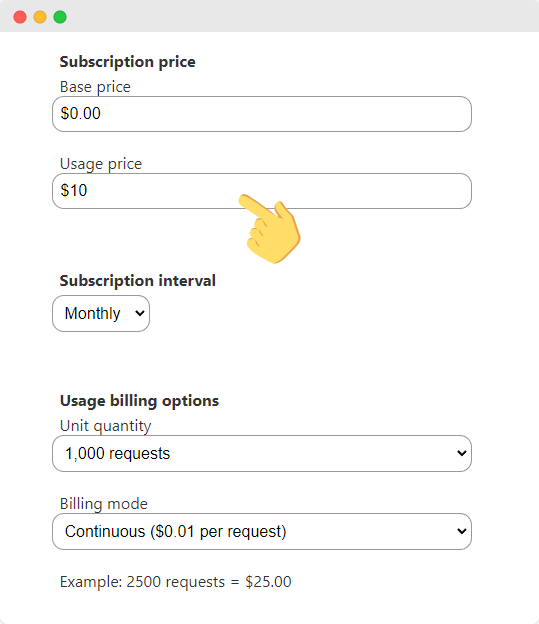 Subscription price
Base price
$0.00
Usage price
$10
Subscription interval
Monthly
Usage billing options
Unit quantity
1,000 requests
Billing mode
Continuous ($0.01 per request)
Example: 2500 requests = $25.00